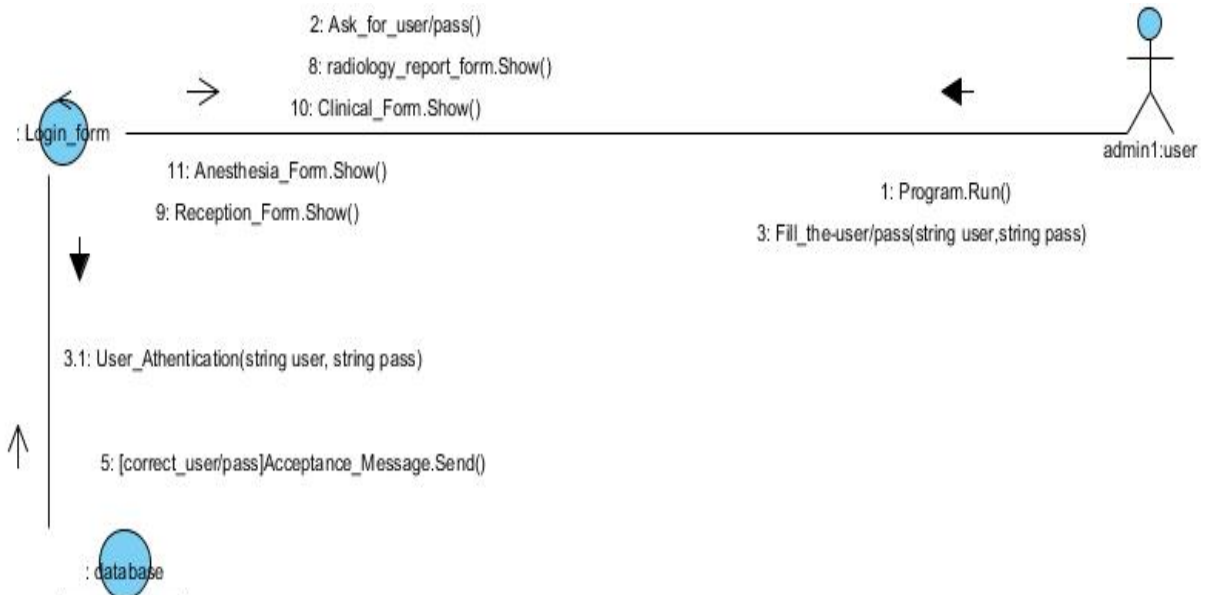 2: Ask_for_user/pass()
8: radiology_report_form.Show()
10: Clinical_Form.Show()
: Login_form
admin1:user
11: Anesthesia_Form.Show()
9: Reception_Form.Show()
1: Program.Run()
3: Fill_the-user/pass(string user,string pass)
3.1: User_Athentication(string user, string pass)
5: [correct_user/pass]Acceptance_Message.Send()
: database